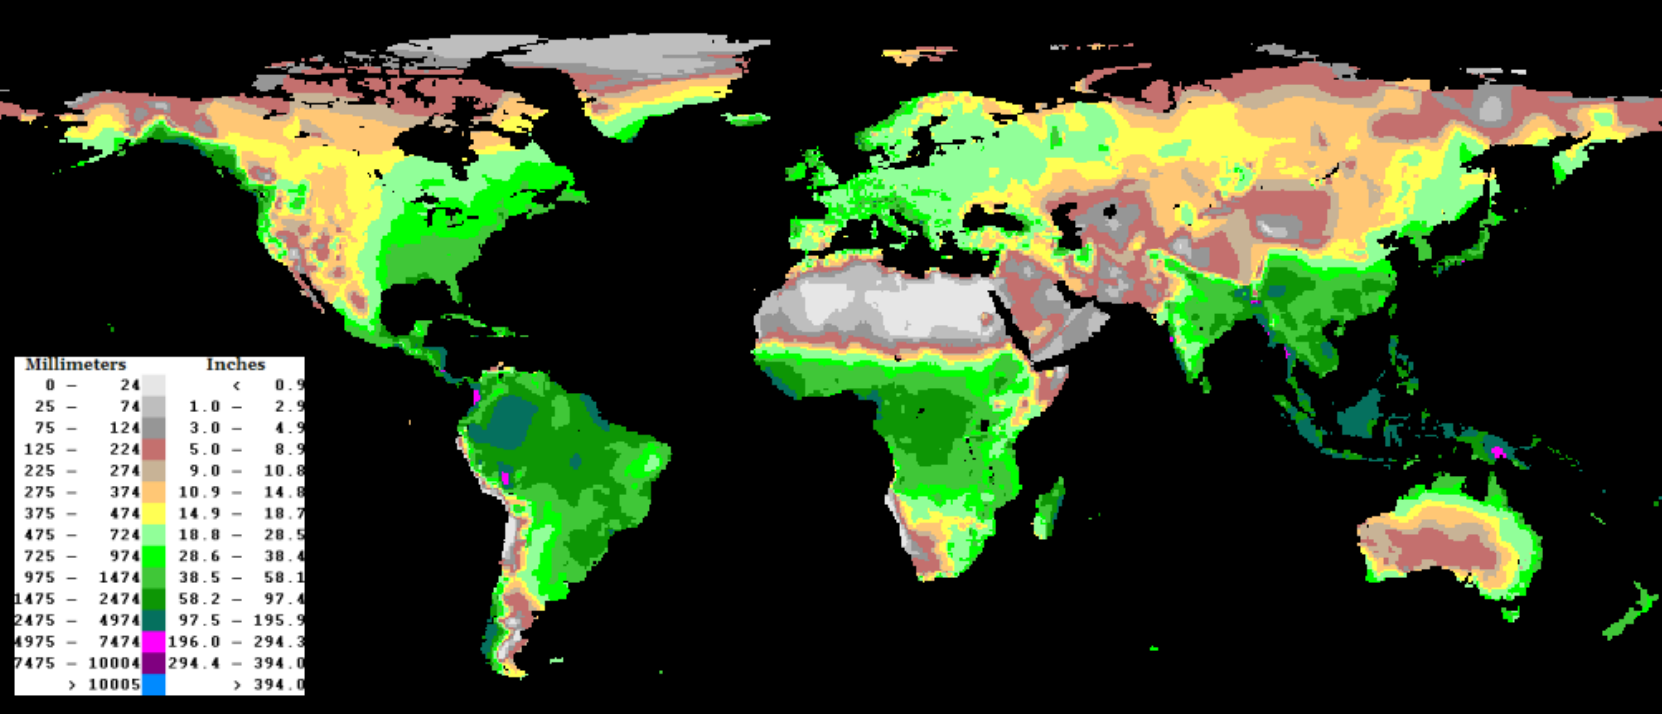 Millimeters Inches
0 – 24 < 0.9
25 – 74 1.0 – 2.9
75 – 124 3.0 – 4.9
125 – 224 5.0 – 8.9
225 – 274 9.0 – 10.8
275 – 374 10.9 – 14.8
375 – 474 14.9 – 18.7
475 – 724 18.8 – 28.5
725 – 974 28.6 – 38.4
975 – 1474 38.5 – 58.1
1475 – 2474 58.2 – 97.4
2475 – 4974 97.5 – 195.9
4975 – 7474 196.0 – 294.3
7475 – 10004 294.4 – 394.0
> 10005 > 394.0